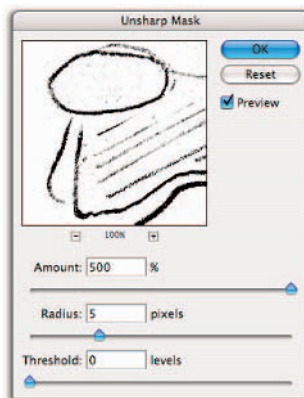 Unsharp Mask
OK
Reset
Preview
100%
Amount: 500 %
Radius: 5 pixels
Threshold: 0 levels